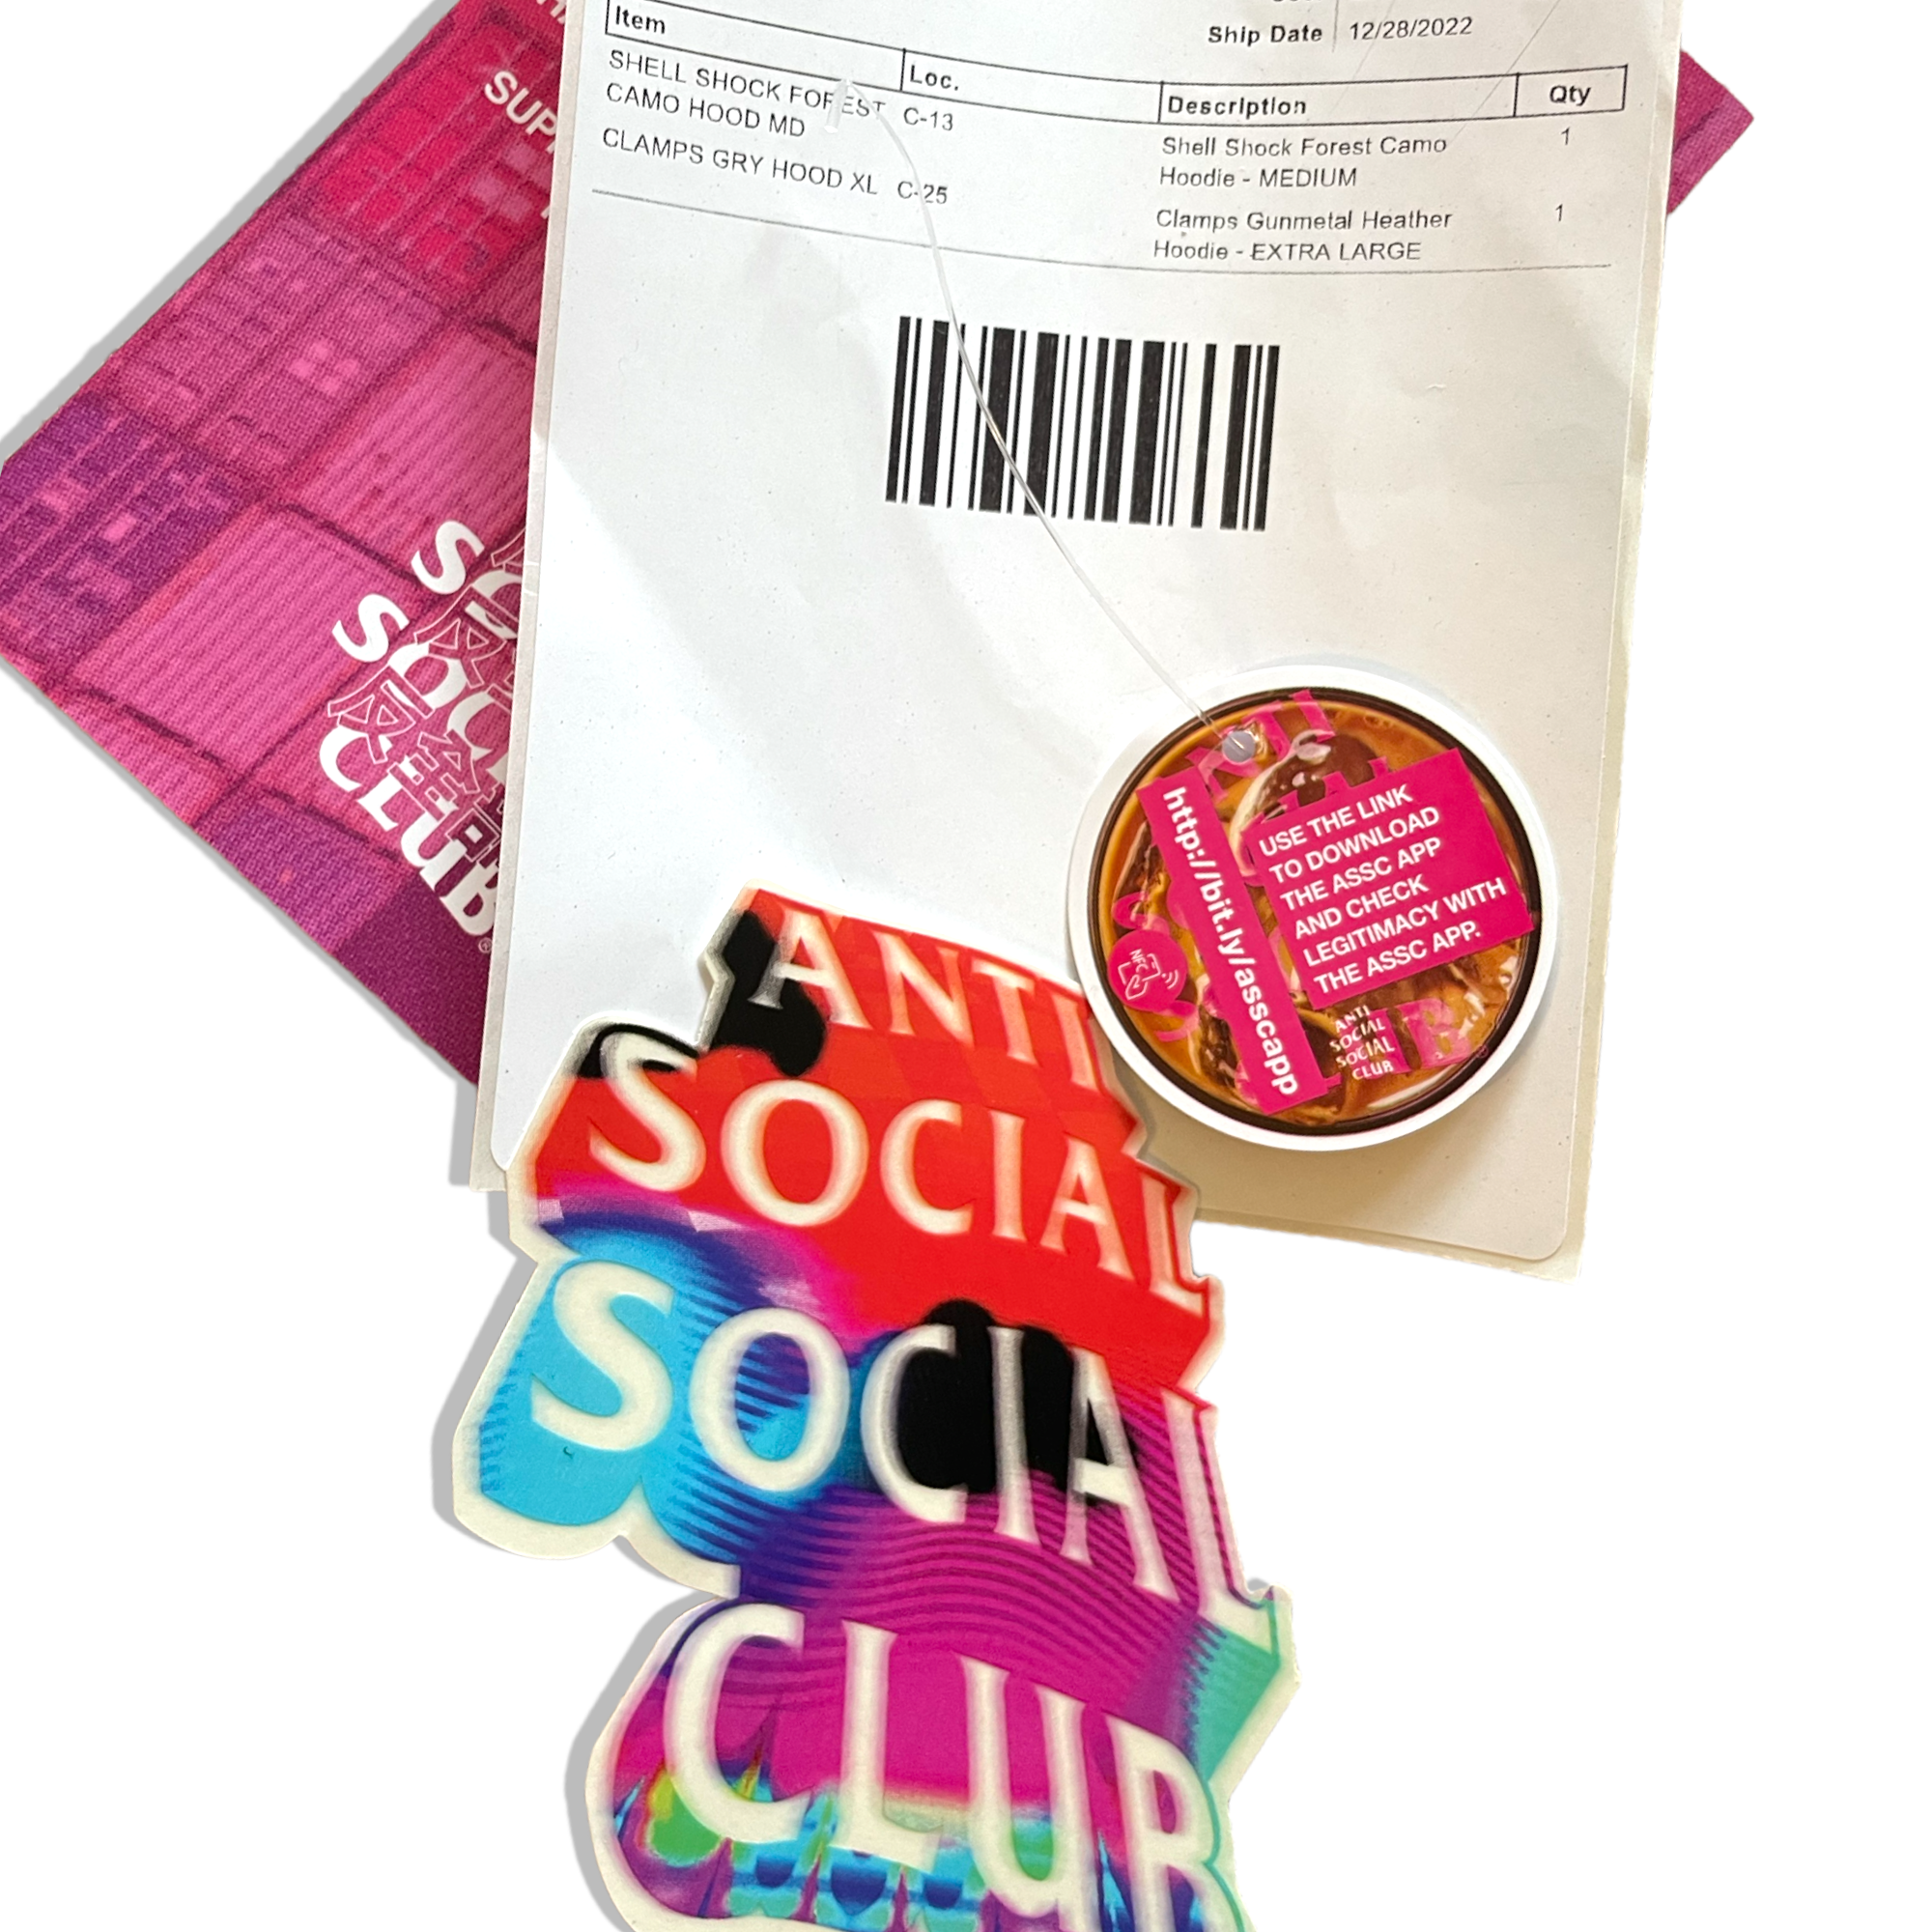 Ship Date 12/28/2022
Item Loc. Description Qty
SHELL SHOCK FOREST C-13 Shell Shock Forest Camo 1
CAMO HOOD MD Hoodie - MEDIUM
CLAMPS GRY HOOD XL C-25 Clamps Gunmetal Heather 1
Hoodie - EXTRA LARGE
CLUB
http://bit.ly/asscapp
USE THE LINK
TO DOWNLOAD
THE ASSC APP
AND CHECK
LEGITIMACY WITH
THE ASSC APP.
NFC
ANTI
SOCIAL
SOCIAL
CLUB
ANTI
SOCIAL
SOCIAL
CLUB